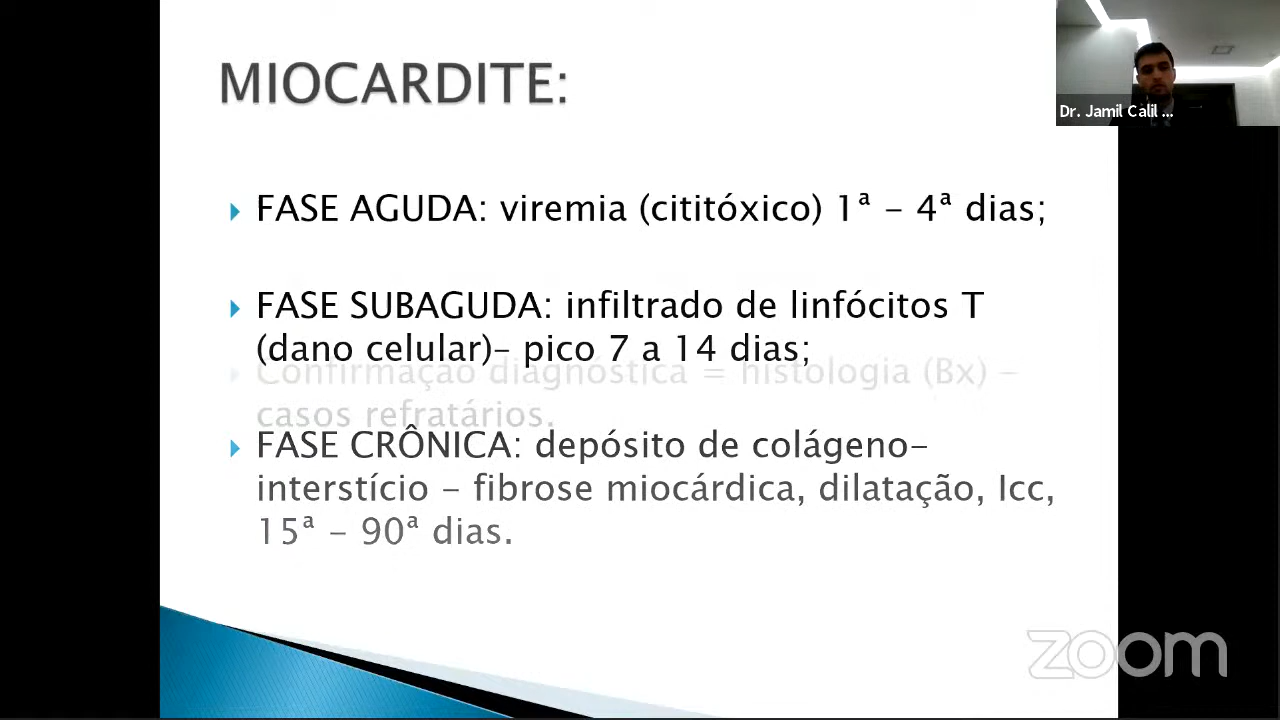 MIOCARDITE:
Dr. Jamil Calil ...
FASE AGUDA: viremia (cititóxico) 1ª - 4ª dias;
FASE SUBAGUDA: infiltrado de linfócitos T
(dano celular)- pico 7 a 14 dias;
Confirmação diagnóstica = histologia (Bx) -
casos refratários.
FASE CRÔNICA: depósito de colágeno-
interstício - fibrose miocárdica, dilatação, Icc,
15ª - 90ª dias.
zoom